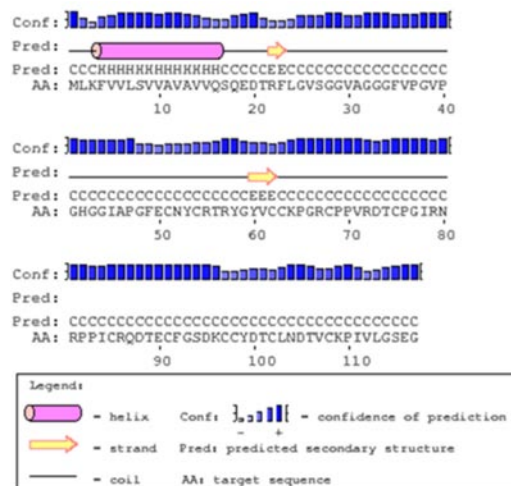 Conf:
Pred:
Pred: CCCHHHHHHHHHHHHHCCCCCEECCCCCCCCCCCCCCCCC
AA: MLKFVVLSVVAVAVVQSQEDTRFLGVSGGVAGGGFVPGVP
10 20 30 40
Conf:
Pred:
Pred: CCCCCCCCCCCCCCCCCCCEEECCCCCCCCCCCCCCCCCC
AA: GHGGIAPGFECNYCRTRYGYVCCKPGRCPPVRDTCPGIRN
50 60 70 80
Conf:
Pred:
Pred: CCCCCCCCCCCCCCCCCCCCCCCCCCCCCCCCCCCCC
AA: RPPICRQDTECFGSDKCCYDTCLNDTVCKPIVLGSEG
90 100 110
Legend:
= helix Conf: = confidence of prediction
- +
= strand Pred: predicted secondary structure
= coil AA: target sequence